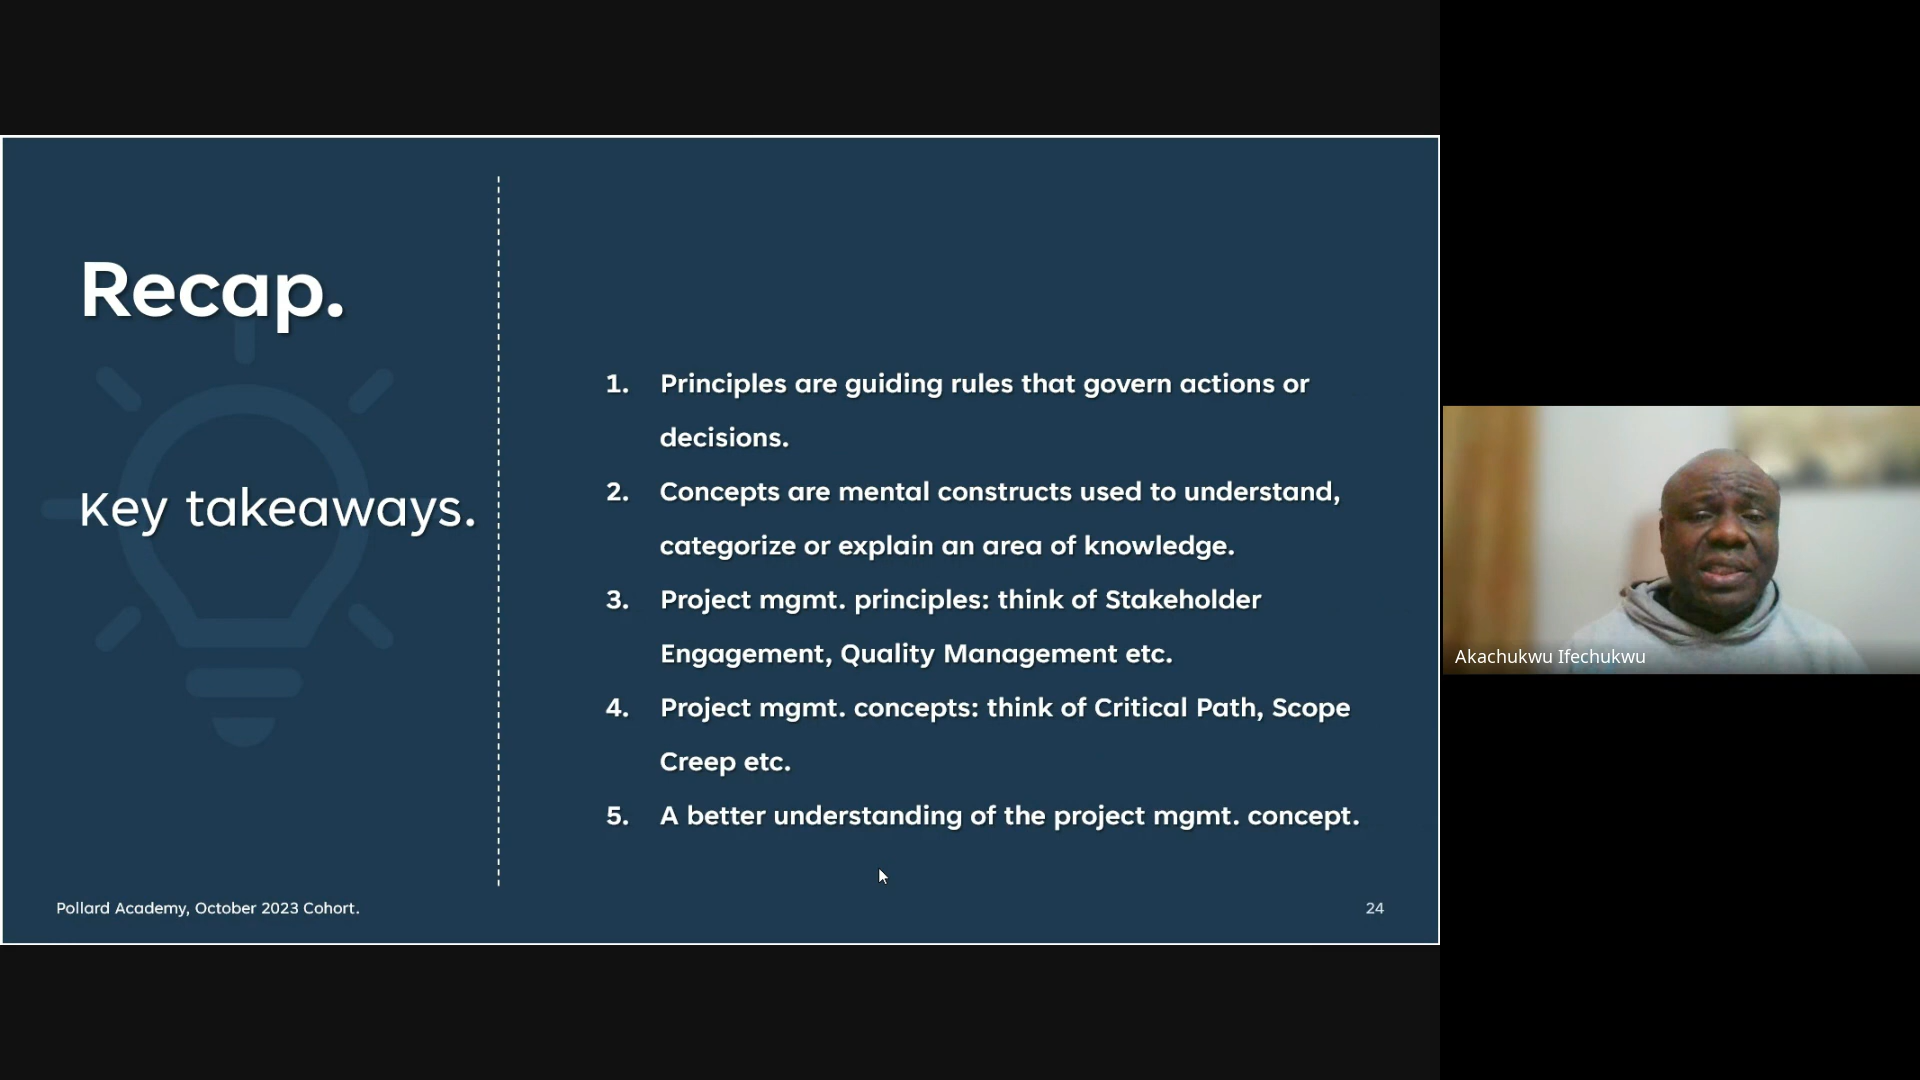 Recap.
Key takeaways.
1. Principles are guiding rules that govern actions or
decisions.
2. Concepts are mental constructs used to understand,
categorize or explain an area of knowledge.
3. Project mgmt. principles: think of Stakeholder
Engagement, Quality Management etc.
4. Project mgmt. concepts: think of Critical Path, Scope
Creep etc.
5. A better understanding of the project mgmt. concept.
Pollard Academy, October 2023 Cohort.
24
Akachukwu Ifechukwu